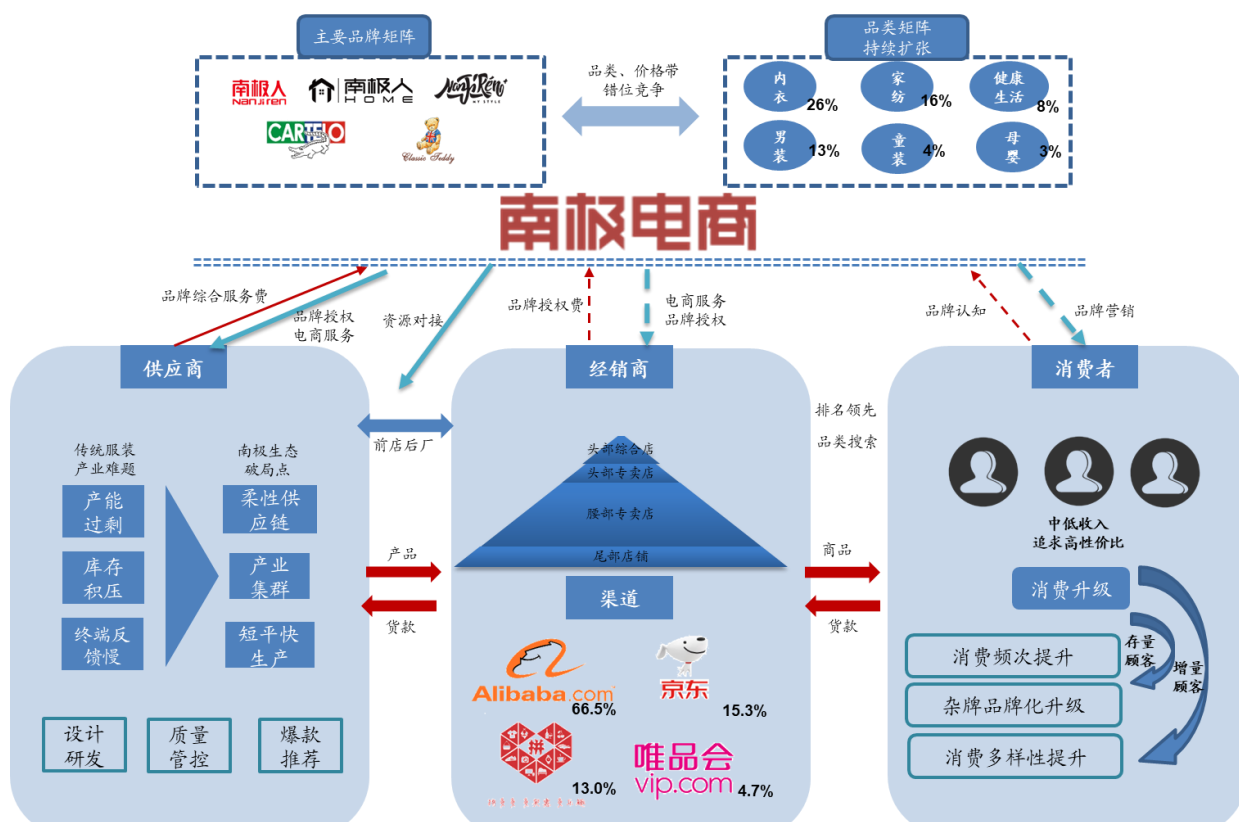 主要品牌矩阵
品类矩阵
持续扩张
南极人
NanJiren
南极人
HOME
NanJiRén
MY STYLE
CARTELO
Classic Teddy
品类、价格带
错位竞争
内
衣
26%
家
纺
16%
健康
生活
8%
男
装
13%
童
装
4%
母
婴
3%
南极电商
品牌综合服务费
品牌授权
电商服务
资源对接
品牌授权费
电商服务
品牌授权
品牌认知
品牌营销
供应商
传统服装
产业难题
南极生态
破局点
产能
过剩
柔性供
应链
库存
积压
产业
集群
终端反
馈慢
短平快
生产
设计
研发
质量
管控
爆款
推荐
前店后厂
产品
货款
经销商
头部综合店
头部专卖店
腰部专卖店
尾部店铺
渠道
Alibaba.com
66.5%
京东
15.3%
拼
13.0%
唯品会
vip.com
4.7%
排名领先
品类搜索
商品
货款
消费者
中低收入
追求高性价比
消费升级
存量
顾客
增量
顾客
消费频次提升
杂牌品牌化升级
消费多样性提升